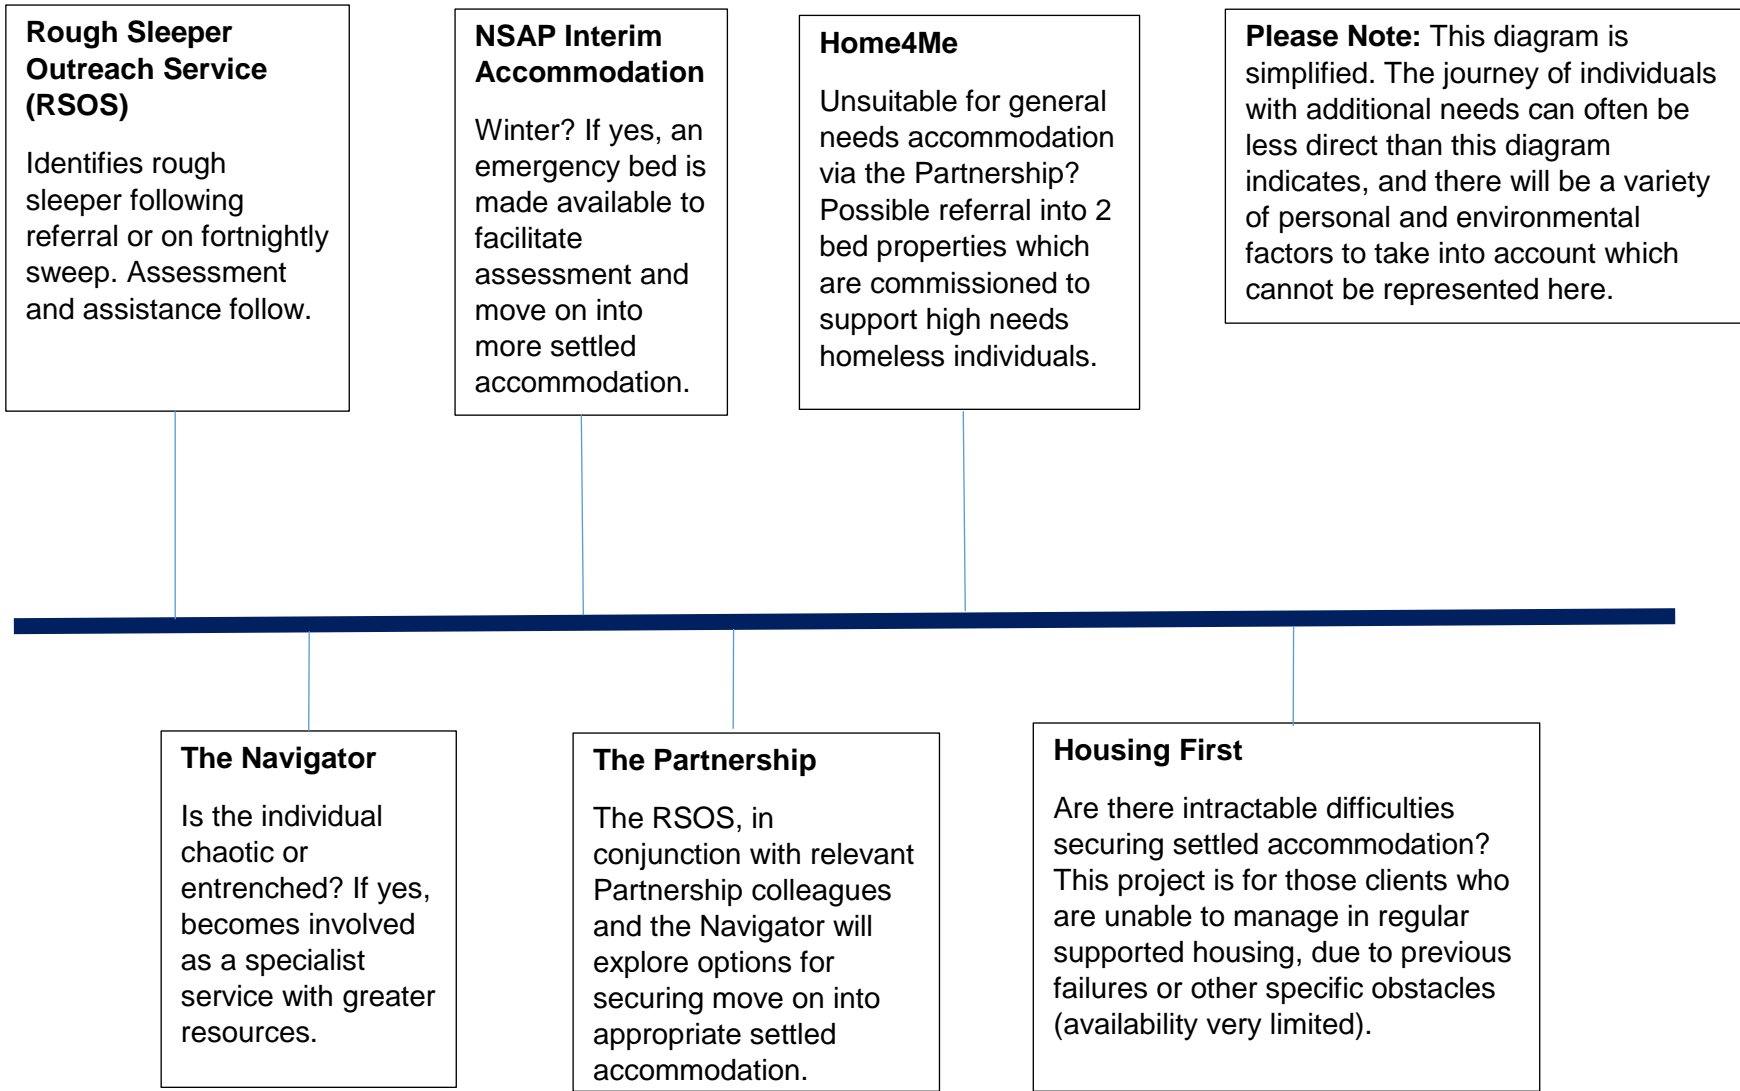 Rough Sleeper
Outreach Service
(RSOS)
Identifies rough
sleeper following
referral or on fortnightly
sweep. Assessment
and assistance follow.
NSAP Interim
Accommodation
Winter? If yes, an
emergency bed is
made available to
facilitate
assessment and
move on into
more settled
accommodation.
Home4Me
Unsuitable for general
needs accommodation
via the Partnership?
Possible referral into 2
bed properties which
are commissioned to
support high needs
homeless individuals.
Please Note: This diagram is
simplified. The journey of individuals
with additional needs can often be
less direct than this diagram
indicates, and there will be a variety
of personal and environmental
factors to take into account which
cannot be represented here.
The Navigator
Is the individual
chaotic or
entrenched? If yes,
becomes involved
as a specialist
service with greater
resources.
The Partnership
The RSOS, in
conjunction with relevant
Partnership colleagues
and the Navigator will
explore options for
securing move on into
appropriate settled
accommodation.
Housing First
Are there intractable difficulties
securing settled accommodation?
This project is for those clients who
are unable to manage in regular
supported housing, due to previous
failures or other specific obstacles
(availability very limited).